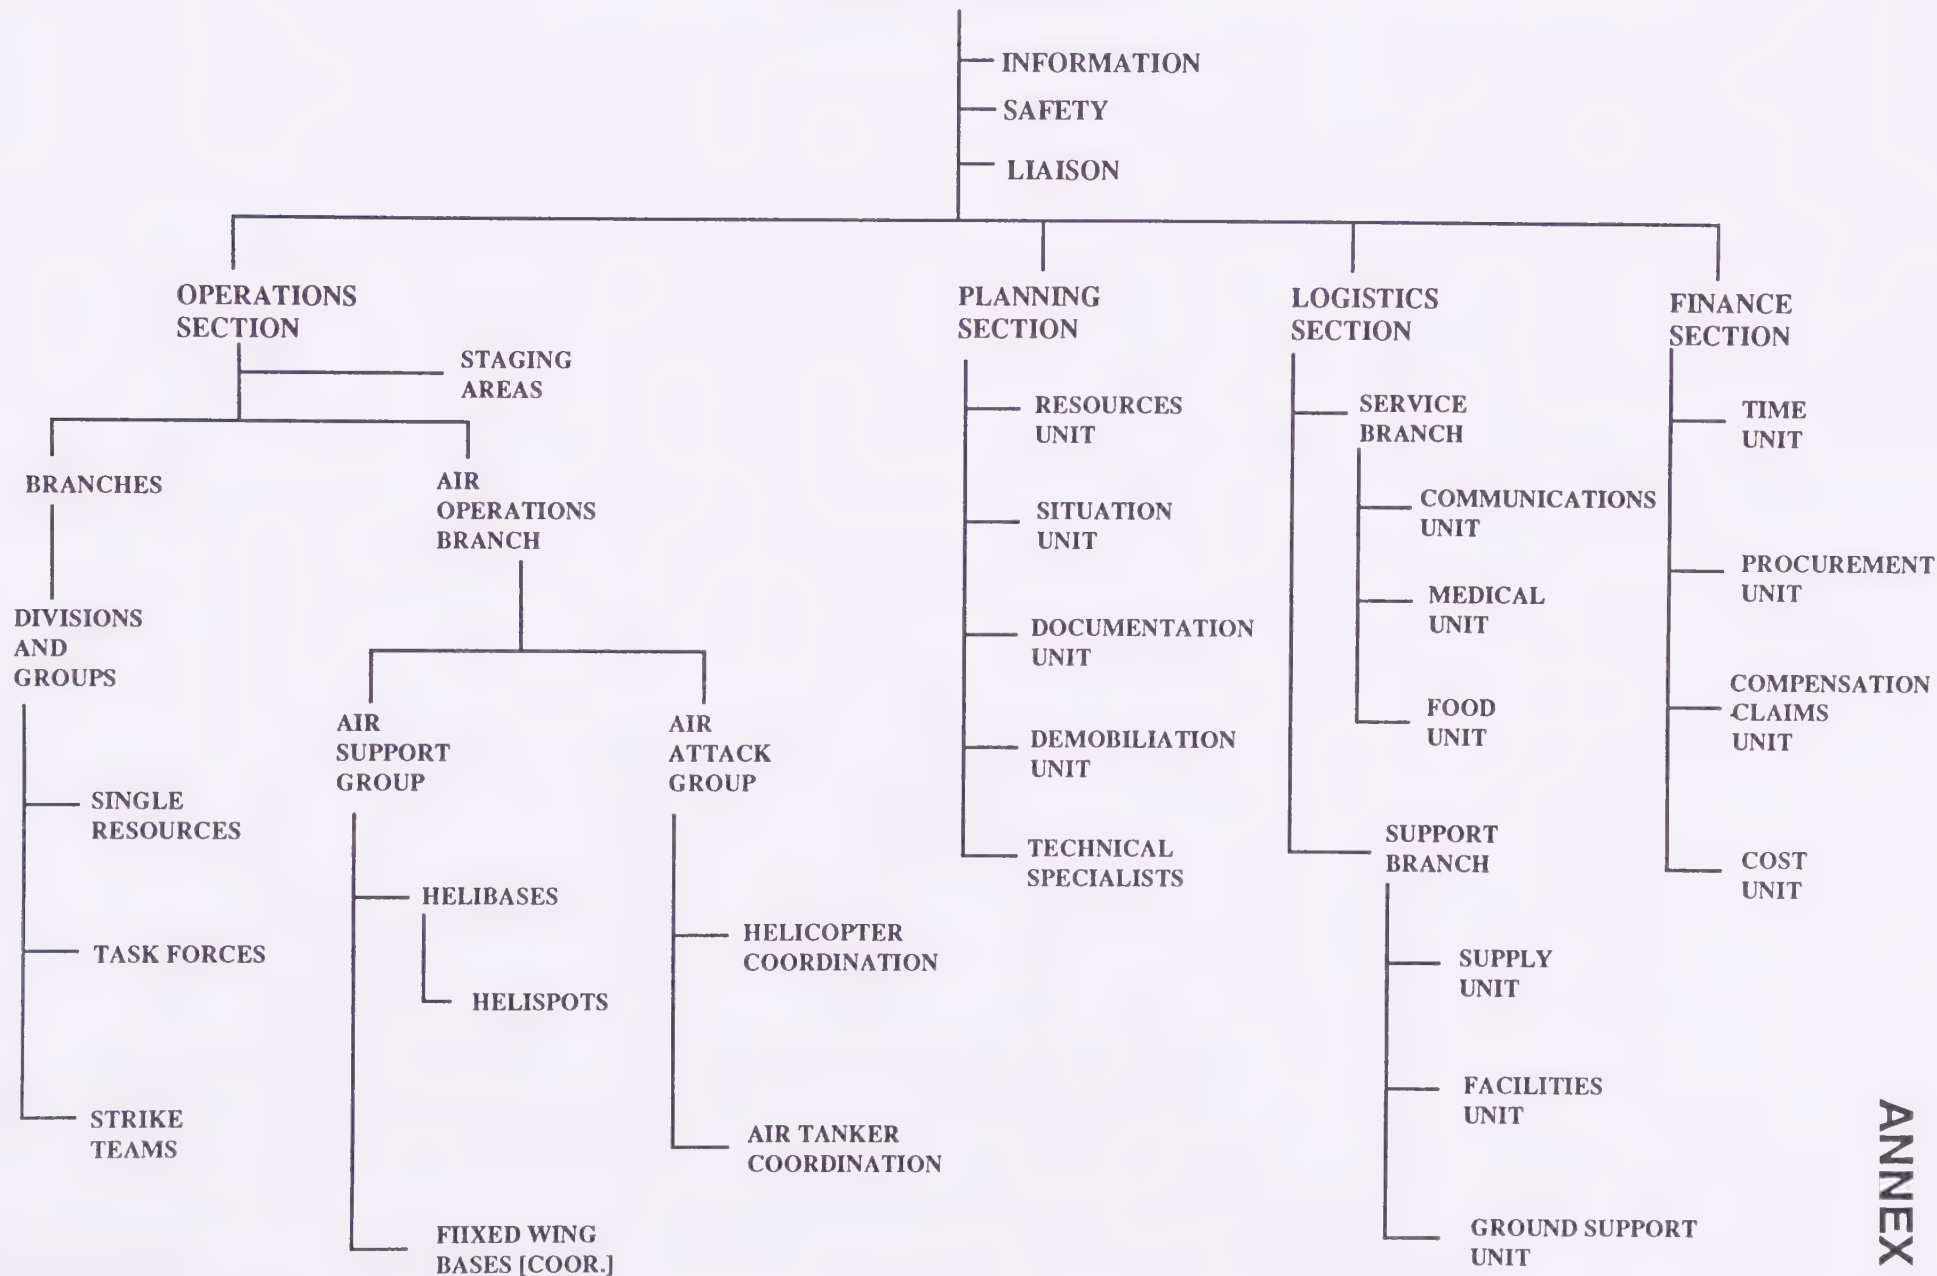 INFORMATION
SAFETY
LIAISON
OPERATIONS
SECTION
STAGING
AREAS
BRANCHES
DIVISIONS
AND
GROUPS
SINGLE
RESOURCES
TASK FORCES
STRIKE
TEAMS
AIR
OPERATIONS
BRANCH
AIR
SUPPORT
GROUP
HELIBASES
HELISPOTS
FIIXED WING
BASES [COOR.]
AIR
ATTACK
GROUP
HELICOPTER
COORDINATION
AIR TANKER
COORDINATION
PLANNING
SECTION
RESOURCES
UNIT
SITUATION
UNIT
DOCUMENTATION
UNIT
DEMOBILIATION
UNIT
TECHNICAL
SPECIALISTS
LOGISTICS
SECTION
SERVICE
BRANCH
COMMUNICATIONS
UNIT
MEDICAL
UNIT
FOOD
UNIT
SUPPORT
BRANCH
SUPPLY
UNIT
FACILITIES
UNIT
GROUND SUPPORT
UNIT
FINANCE
SECTION
TIME
UNIT
PROCUREMENT
UNIT
COMPENSATION
CLAIMS
UNIT
COST
UNIT
ANNEX